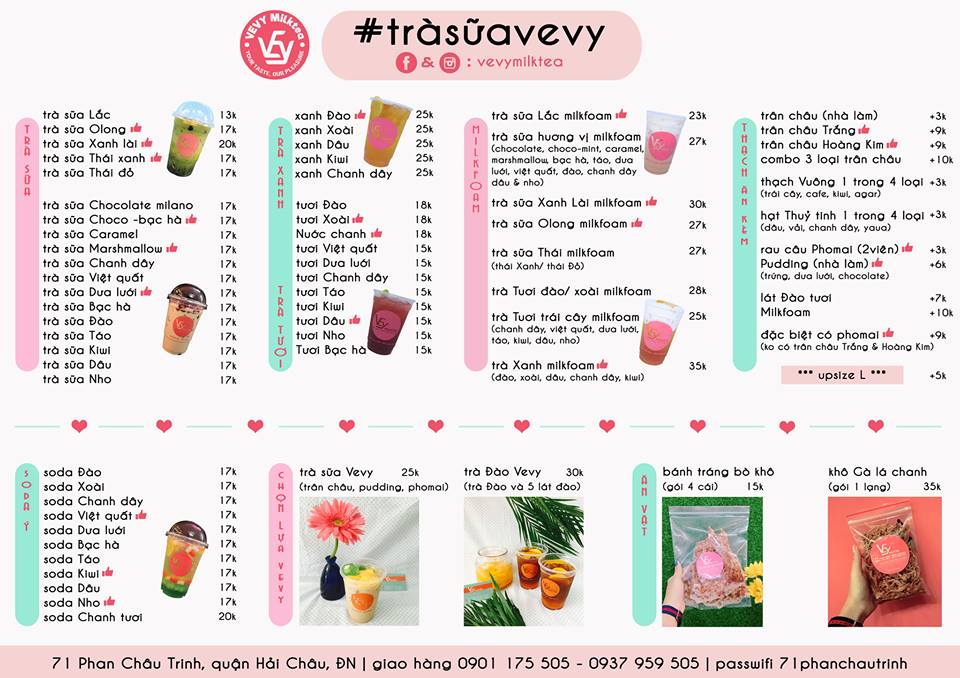 VEVY Milktea
VEVY
YOUR TASTE, OUR PLEASURE
#tràsữavevy
& : vevymilktea
TRÀ SỮA
trà sữa Lắc 13k
trà sữa Olong 17k
trà sữa Xanh lài 20k
trà sữa Thái xanh 17k
trà sữa Thái đỏ 17k
trà sữa Chocolate milano 17k
trà sữa Choco -bạc hà 17k
trà sữa Caramel 17k
trà sữa Marshmallow 17k
trà sữa Chanh dây 17k
trà sữa Việt quất 17k
trà sữa Dưa lưới 17k
trà sữa Bạc hà 17k
trà sữa Đào 17k
trà sữa Táo 17k
trà sữa Kiwi 17k
trà sữa Dâu 17k
trà sữa Nho 17k
TRÀ XANH
xanh Đào 25k
xanh Xoài 25k
xanh Dâu 25k
xanh Kiwi 25k
xanh Chanh dây 25k
TRÀ TƯƠI
tươi Đào 18k
tươi Xoài 18k
Nước chanh 18k
tươi Việt quất 15k
tươi Dưa lưới 15k
tươi Chanh dây 15k
tươi Táo 15k
tươi Kiwi 15k
tươi Dâu 15k
tươi Nho 15k
Tươi Bạc hà 15k
MILKFOAM
trà sữa Lắc milkfoam 23k
trà sữa hương vị milkfoam 27k
(chocolate, choco-mint, caramel,
marshmallow, bạc hà, táo, dưa
lưới, việt quất, đào, chanh dây
dâu & nho)
trà sữa Xanh Lài milkfoam 30k
trà sữa Olong milkfoam 27k
trà sữa Thái milkfoam 27k
(thái Xanh/ thái Đỏ)
trà Tươi đào/ xoài milkfoam 28k
trà Tươi trái cây milkfoam 25k
(chanh dây, việt quất, dưa lưới,
táo, kiwi, dâu, nho)
trà Xanh milkfoam 35k
(đào, xoài, dâu, chanh dây, kiwi)
THẠCH ĂN KÈM
trân châu (nhà làm) +3k
trân châu Trắng +9k
trân châu Hoàng Kim +9k
combo 3 loại trân châu +10k
thạch Vuông 1 trong 4 loại +3k
(trái cây, cafe, kiwi, agar)
hạt Thuỷ tinh 1 trong 4 loại +3k
(dâu, vải, chanh dây, yaua)
rau câu Phomai (2viên) +3k
Pudding (nhà làm) +6k
(trứng, dưa lưới, chocolate)
lát Đào tươi +7k
Milkfoam +10k
đặc biệt có phomai +9k
(ko có trân châu Trắng & Hoàng Kim)
*** upsize L *** +5k
SODA Ý
soda Đào 17k
soda Xoài 17k
soda Chanh dây 17k
soda Việt quất 17k
soda Dưa lưới 17k
soda Bạc hà 17k
soda Táo 17k
soda Kiwi 17k
soda Dâu 17k
soda Nho 17k
soda Chanh tươi 20k
CHỌN LỰA VEVY
trà sữa Vevy 25k
(trân châu, pudding, phomai)
trà Đào Vevy 30k
(trà Đào và 5 lát đào)
ĂN VẶT
bánh tráng bò khô
(gói 4 cái) 15k
khô Gà lá chanh
(gói 1 lạng) 35k
71 Phan Châu Trinh, quận Hải Châu, ĐN | giao hàng 0901 175 505 - 0937 959 505 | passwifi 71phanchautrinh